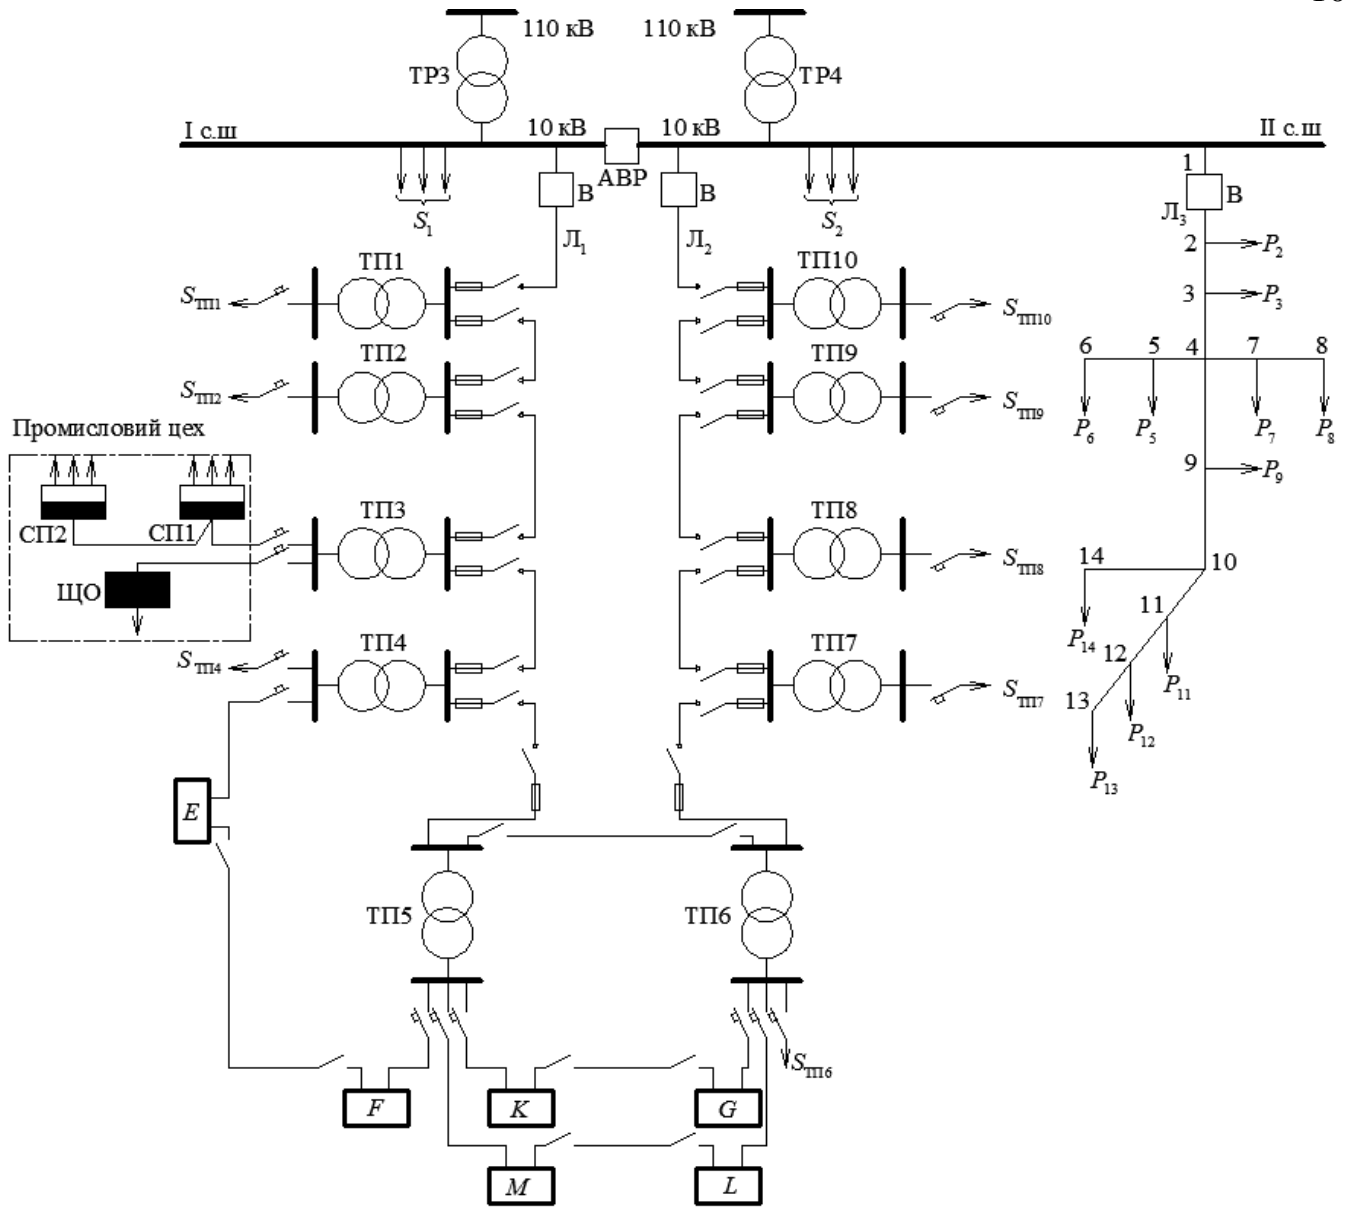 110 кВ 110 кВ
ТР3 ТР4
I с.ш 10 кВ 10 кВ II с.ш
АВР
1
В В В
S1 S2 Л3
Л1 Л2 2 P2
ТП1 ТП10
SТП1 SТП10 3 P3
ТП2 ТП9
6 5 4 7 8
SТП2 SТП9
P6 P5 P7 P8
Промисловий цех
9 P9
ТП3 ТП8
СП2 СП1
SТП8 14 10
ЩО
11
ТП4 ТП7 P14
SТП4 12
SТП7 P11
13
P12
P13
E
ТП5 ТП6
SТП6
F K G
M L